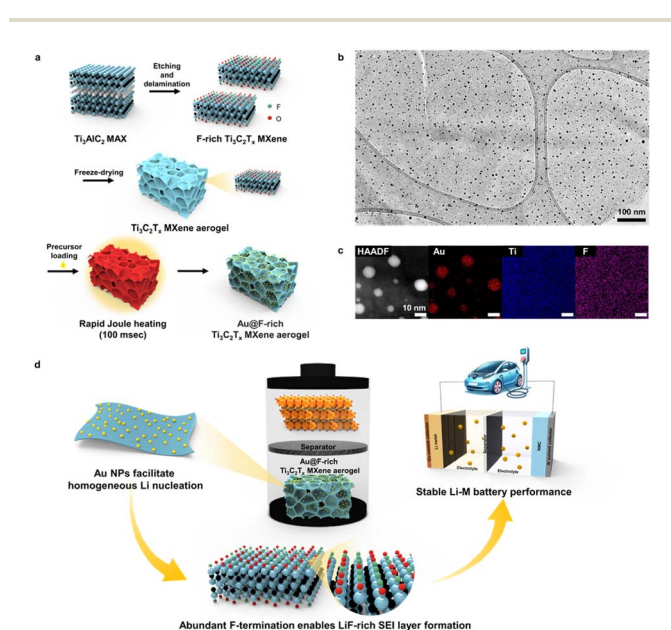 a
Etching
and
delamination
F
O
Ti₃AlC₂ MAX
F-rich Ti₃C₂Tₓ MXene
Freeze-drying
Ti₃C₂Tₓ MXene aerogel
Precursor
loading
Rapid Joule heating
(100 msec)
Au@F-rich
Ti₃C₂Tₓ MXene aerogel
b
100 nm
c
HAADF
Au
Ti
F
10 nm
d
Au NPs facilitate
homogeneous Li nucleation
Separator
Au@F-rich
Ti₃C₂Tₓ MXene aerogel
Li metal
Separator
Electrolyte
Electrolyte
NMC
Stable Li-M battery performance
Abundant F-termination enables LiF-rich SEI layer formation